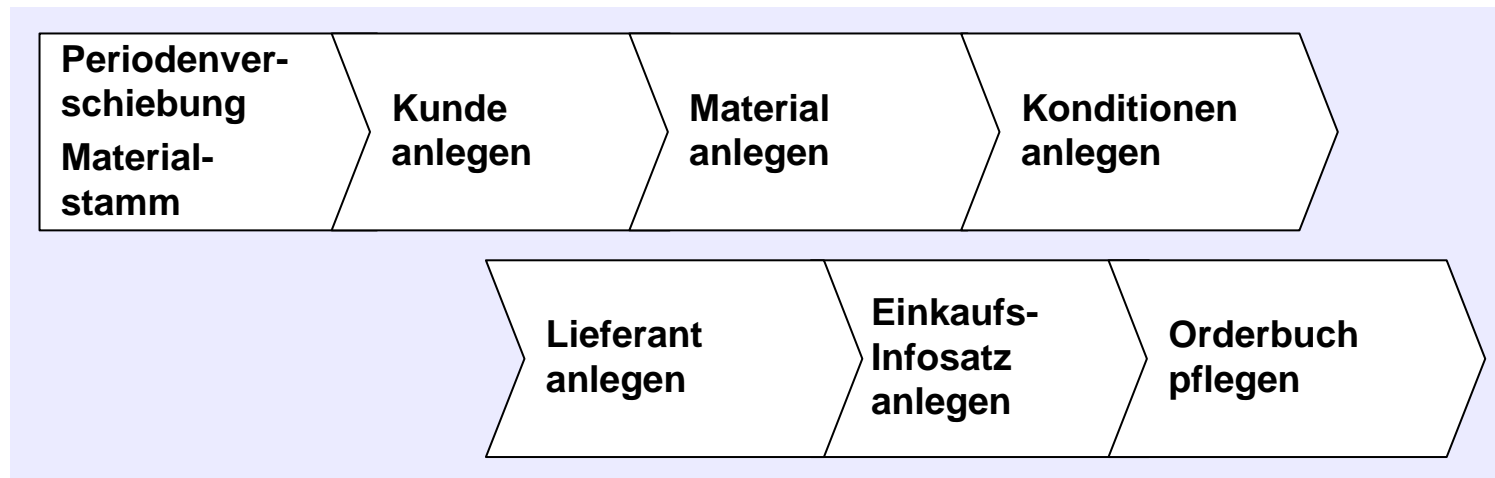 Periodenver-
schiebung
Material-
stamm
Kunde
anlegen
Material
anlegen
Konditionen
anlegen
Lieferant
anlegen
Einkaufs-
Infosatz
anlegen
Orderbuch
pflegen